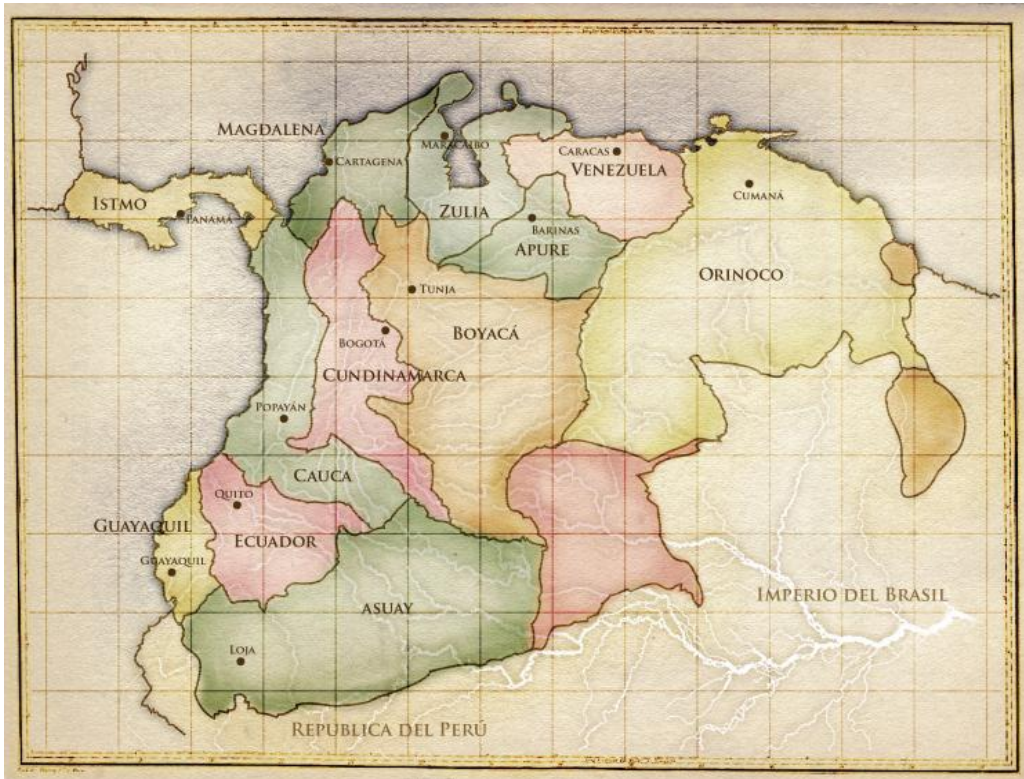 MAGDALENA
CARTAGENA
MARACAIBO
CARACAS
VENEZUELA
ISTMO
PANAMÁ
ZULIA
CUMANÁ
BARINAS
APURE
ORINOCO
TUNJA
BOGOTÁ
BOYACÁ
CUNDINAMARCA
POPAYÁN
CAUCA
QUITO
GUAYAQUIL
ECUADOR
GUAYAQUIL
ASUAY
IMPERIO DEL BRASIL
LOJA
REPUBLICA DEL PERÚ